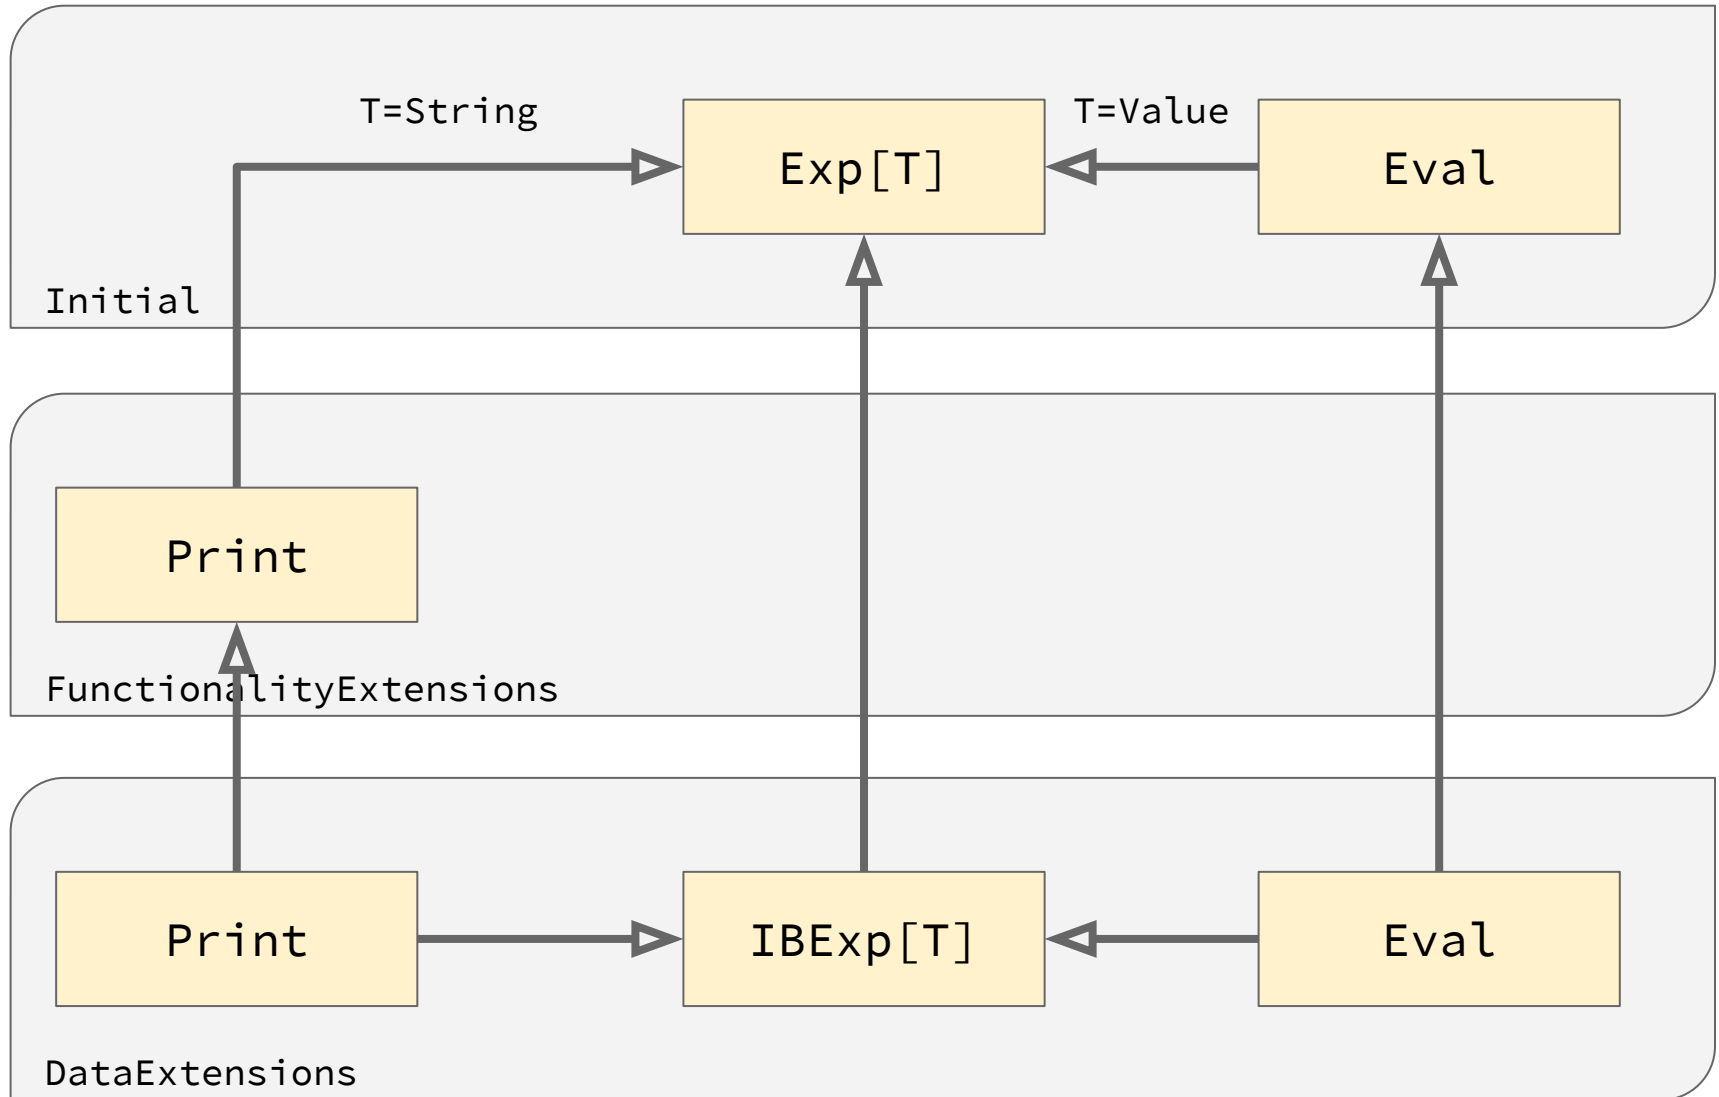 T=String
Exp[T]
T=Value
Eval
Initial
Print
FunctionalityExtensions
Print
IBExp[T]
Eval
DataExtensions